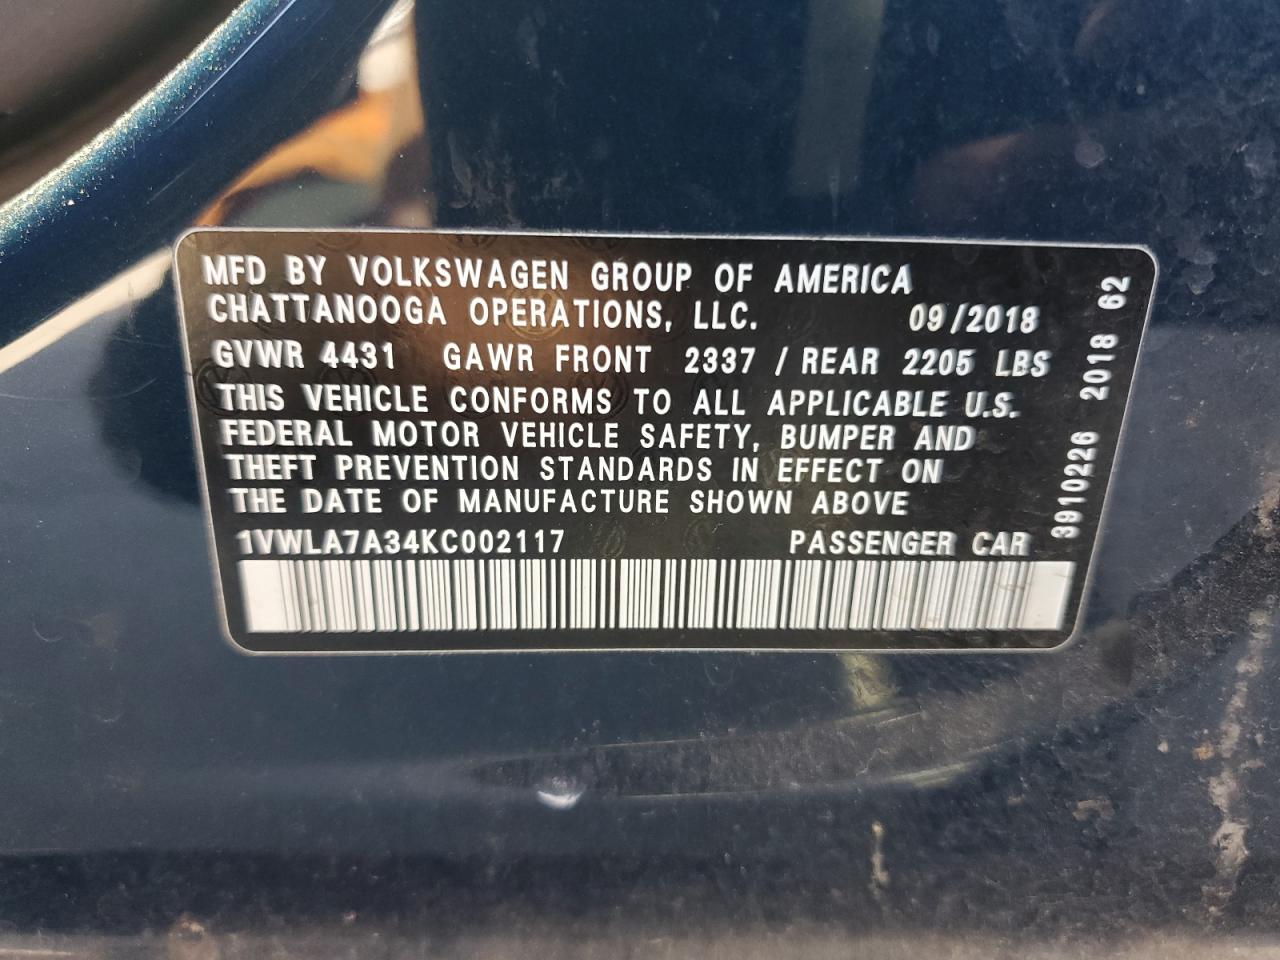 MFD BY VOLKSWAGEN GROUP OF AMERICA
CHATTANOOGA OPERATIONS, LLC. 09/2018
GVWR 4431 GAWR FRONT 2337 / REAR 2205 LBS
THIS VEHICLE CONFORMS TO ALL APPLICABLE U.S.
FEDERAL MOTOR VEHICLE SAFETY, BUMPER AND
THEFT PREVENTION STANDARDS IN EFFECT ON
THE DATE OF MANUFACTURE SHOWN ABOVE
1VWLA7A34KC002117 PASSENGER CAR
3910226 2018 62